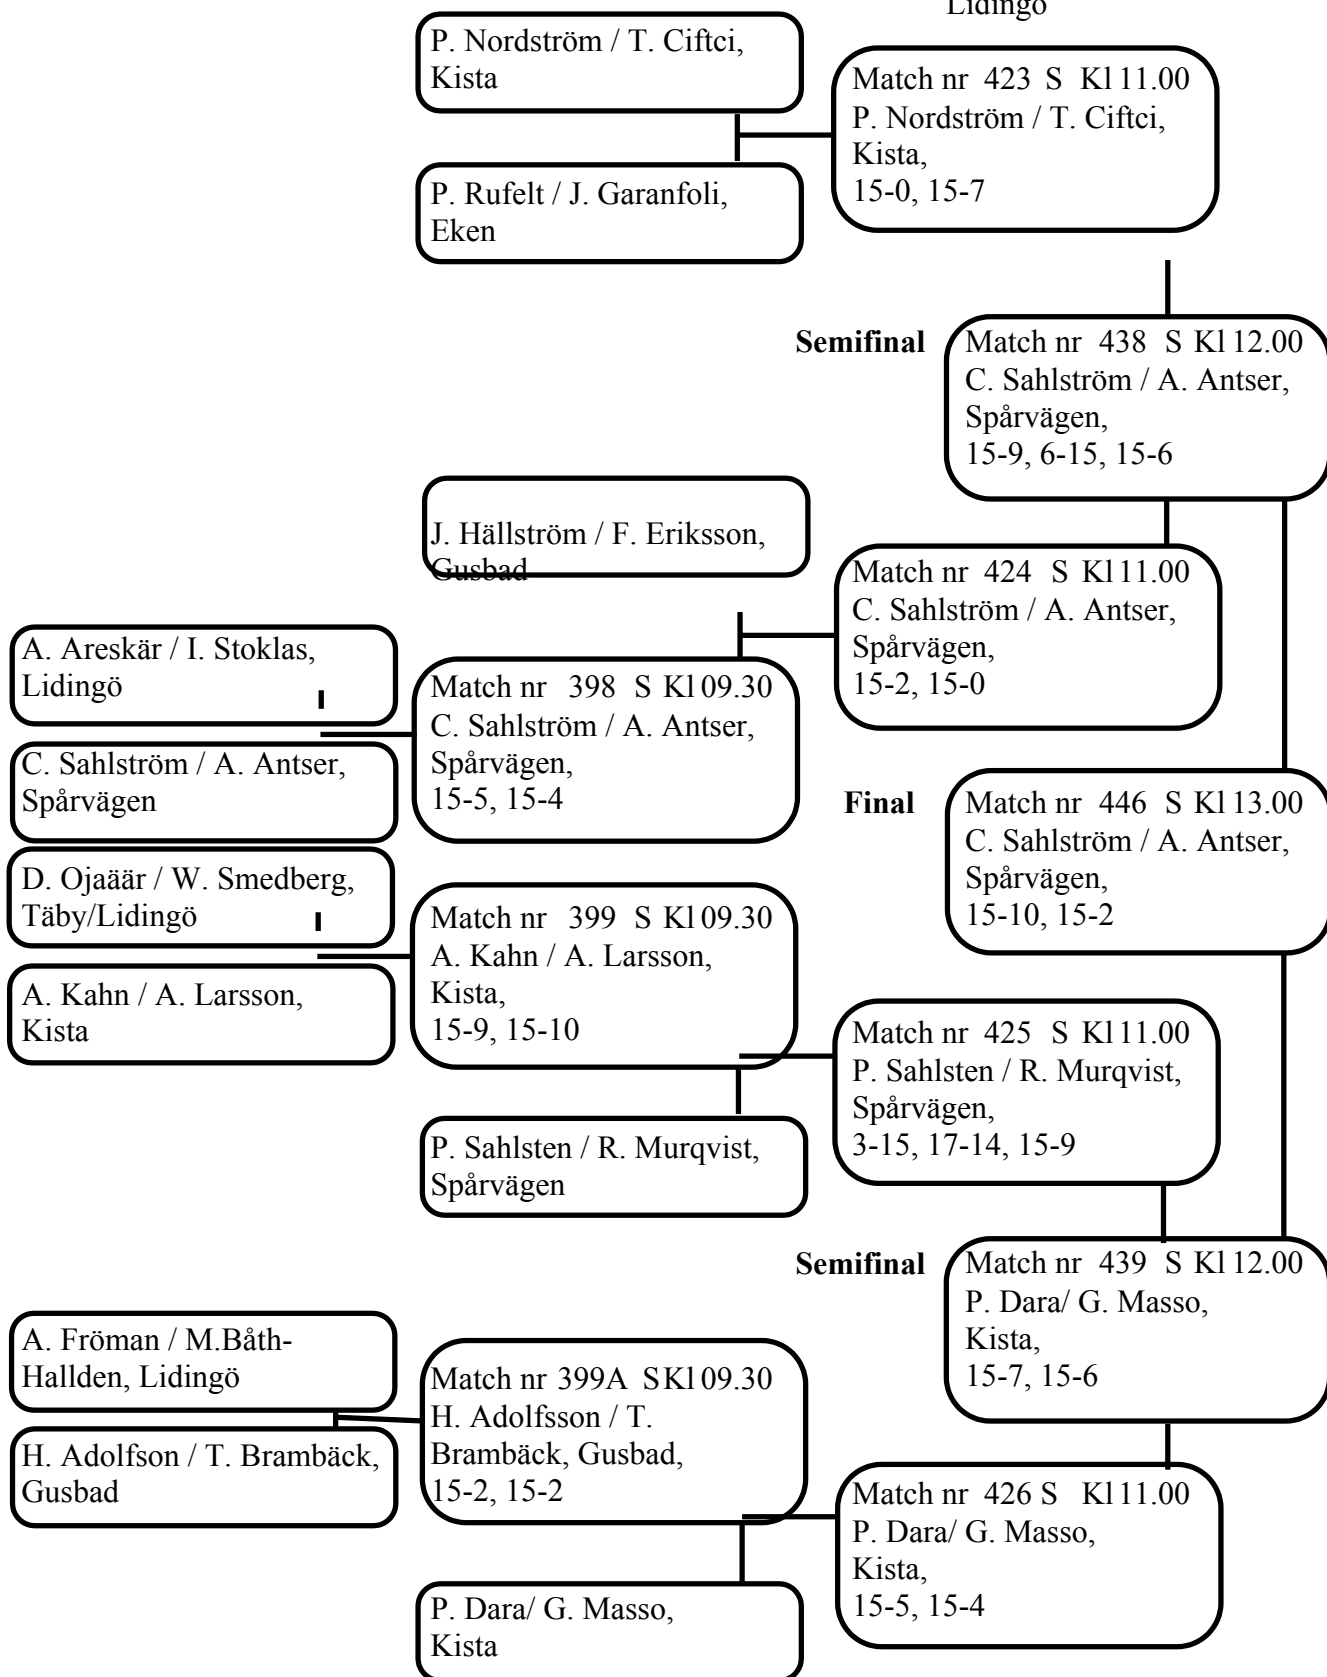 Lidingö
P. Nordström / T. Ciftci,
Kista
Match nr 423 S Kl 11.00
P. Nordström / T. Ciftci,
Kista,
15-0, 15-7
P. Rufelt / J. Garanfoli,
Eken
Semifinal
Match nr 438 S Kl 12.00
C. Sahlström / A. Antser,
Spårvägen,
15-9, 6-15, 15-6
J. Hällström / F. Eriksson,
Gusbad
Match nr 424 S Kl 11.00
C. Sahlström / A. Antser,
Spårvägen,
15-2, 15-0
A. Areskär / I. Stoklas,
Lidingö
Match nr 398 S Kl 09.30
C. Sahlström / A. Antser,
Spårvägen,
15-5, 15-4
C. Sahlström / A. Antser,
Spårvägen
Final
Match nr 446 S Kl 13.00
C. Sahlström / A. Antser,
Spårvägen,
15-10, 15-2
D. Ojaäär / W. Smedberg,
Täby/Lidingö
Match nr 399 S Kl 09.30
A. Kahn / A. Larsson,
Kista,
15-9, 15-10
A. Kahn / A. Larsson,
Kista
Match nr 425 S Kl 11.00
P. Sahlsten / R. Murqvist,
Spårvägen,
3-15, 17-14, 15-9
P. Sahlsten / R. Murqvist,
Spårvägen
Semifinal
Match nr 439 S Kl 12.00
P. Dara/ G. Masso,
Kista,
15-7, 15-6
A. Fröman / M.Båth-
Hallden, Lidingö
Match nr 399A S Kl 09.30
H. Adolfsson / T.
Brambäck, Gusbad,
15-2, 15-2
H. Adolfson / T. Brambäck,
Gusbad
Match nr 426 S Kl 11.00
P. Dara/ G. Masso,
Kista,
15-5, 15-4
P. Dara/ G. Masso,
Kista